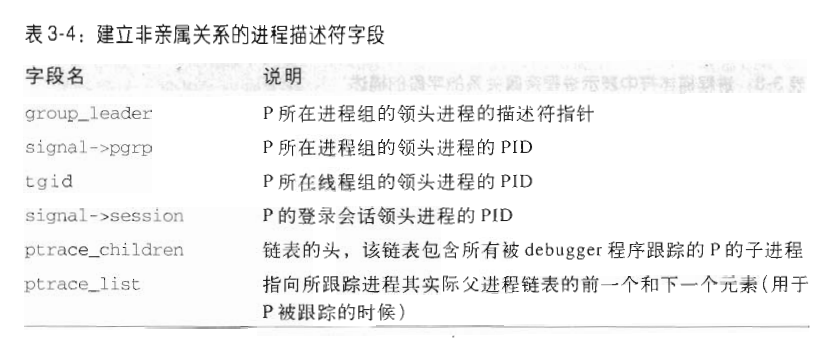 表 3-4：建立非亲属关系的进程描述符字段
字段名 说明
group_leader P 所在进程组的领头进程的描述符指针
signal->pgrp P 所在进程组的领头进程的 PID
tgid P 所在线程组的领头进程的 PID
signal->session P 的登录会话领头进程的 PID
ptrace_children 链表的头，该链表包含所有被 debugger 程序跟踪的 P 的子进程
ptrace_list 指向所跟踪进程其实际父进程链表的前一个和下一个元素（用于
P 被跟踪的时候）